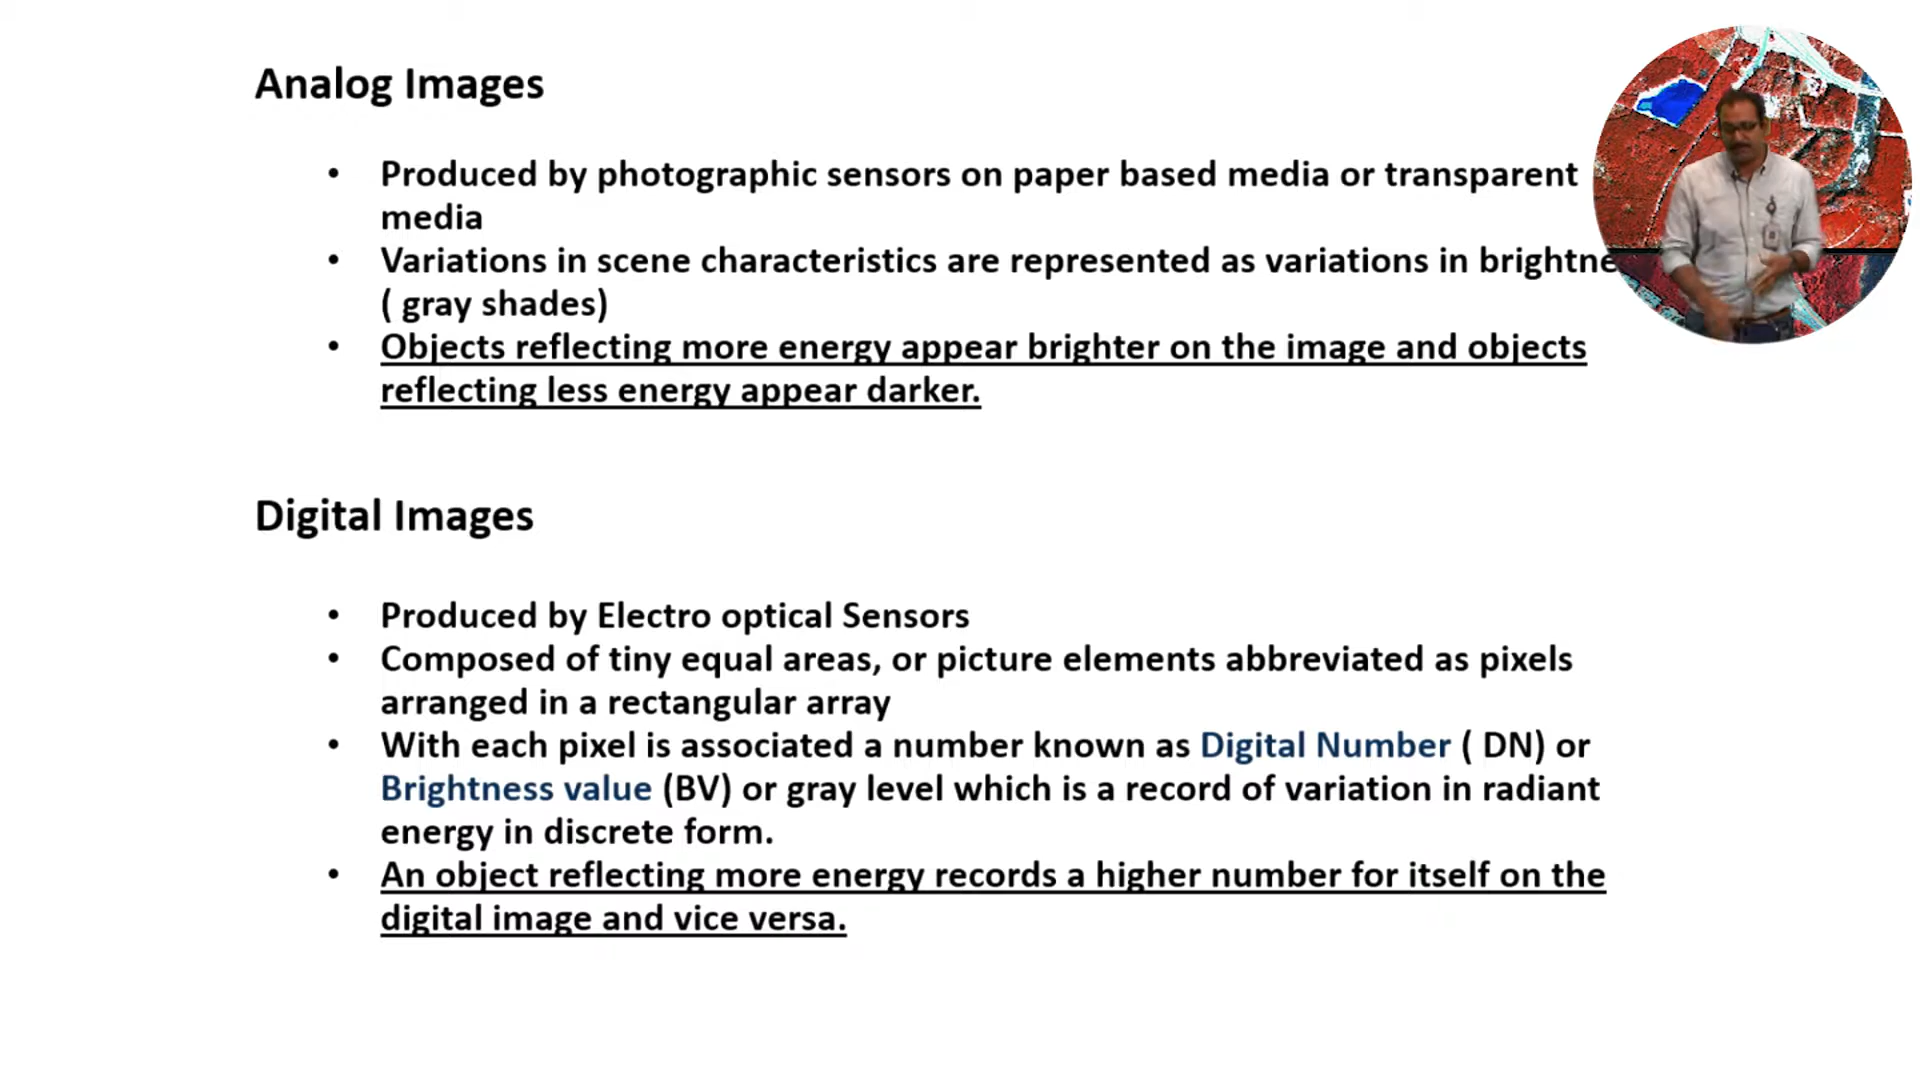 Analog Images
• Produced by photographic sensors on paper based media or transparent
media
• Variations in scene characteristics are represented as variations in
( gray shades)
• Objects reflecting more energy appear brighter on the image and objects
reflecting less energy appear darker.
Digital Images
• Produced by Electro optical Sensors
• Composed of tiny equal areas, or picture elements abbreviated as pixels
arranged in a rectangular array
• With each pixel is associated a number known as Digital Number ( DN) or
Brightness value (BV) or gray level which is a record of variation in radiant
energy in discrete form.
• An object reflecting more energy records a higher number for itself on the
digital image and vice versa.